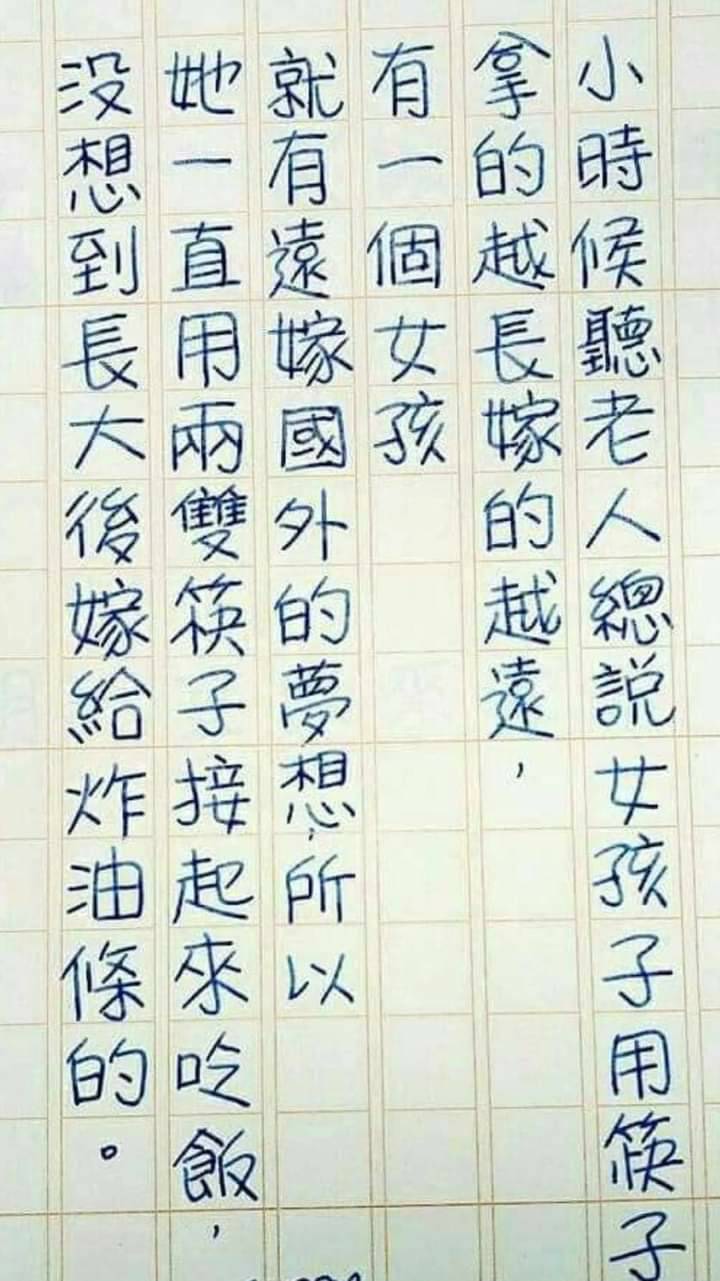 小時候聽老人總説女孩子用筷子
拿的越長嫁的越遠，
有一個女孩
就有遠嫁國外的夢想，所以
她一直用兩雙筷子接起來吃飯，
没想到長大後嫁給炸油條的。